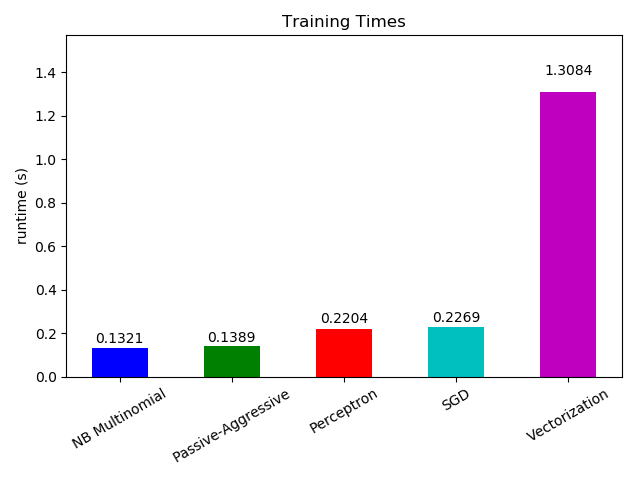 Training Times
runtime (s)
1.4
1.2
1.0
0.8
0.6
0.4
0.2
0.0
0.1321
0.1389
0.2204
0.2269
1.3084
NB Multinomial
Passive-Aggressive
Perceptron
SGD
Vectorization